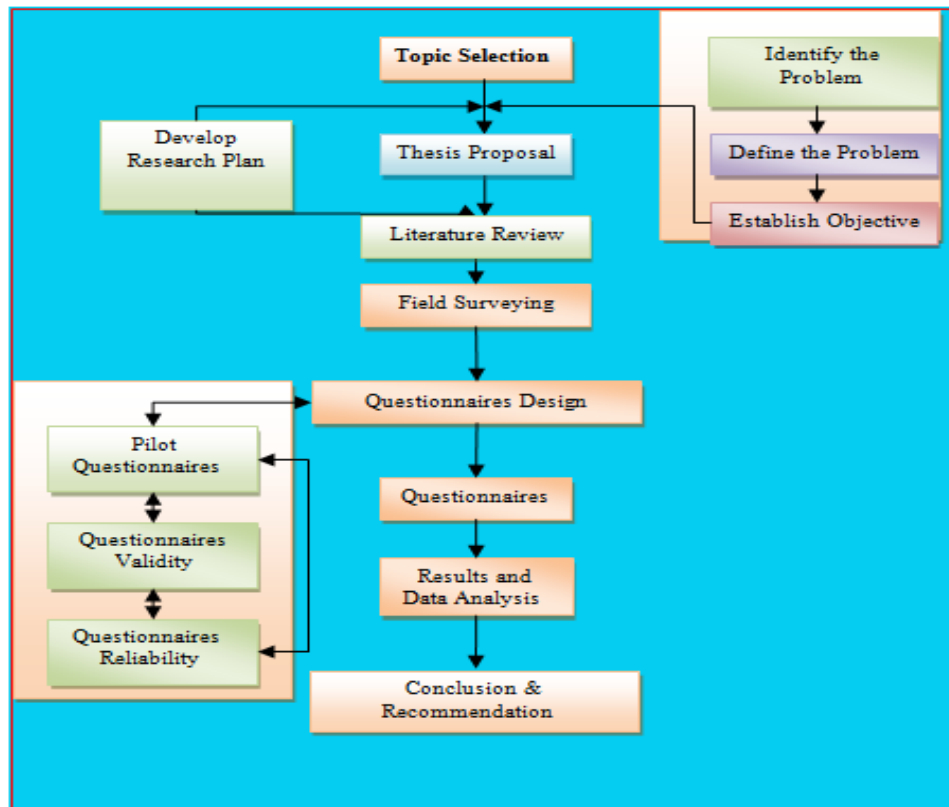 Topic Selection
Identify the
Problem
Develop
Research Plan
Thesis Proposal
Define the Problem
Establish Objective
Literature Review
Field Surveying
Questionnaires Design
Pilot
Questionnaires
Questionnaires
Questionnaires
Validity
Results and
Data Analysis
Questionnaires
Reliability
Conclusion &
Recommendation